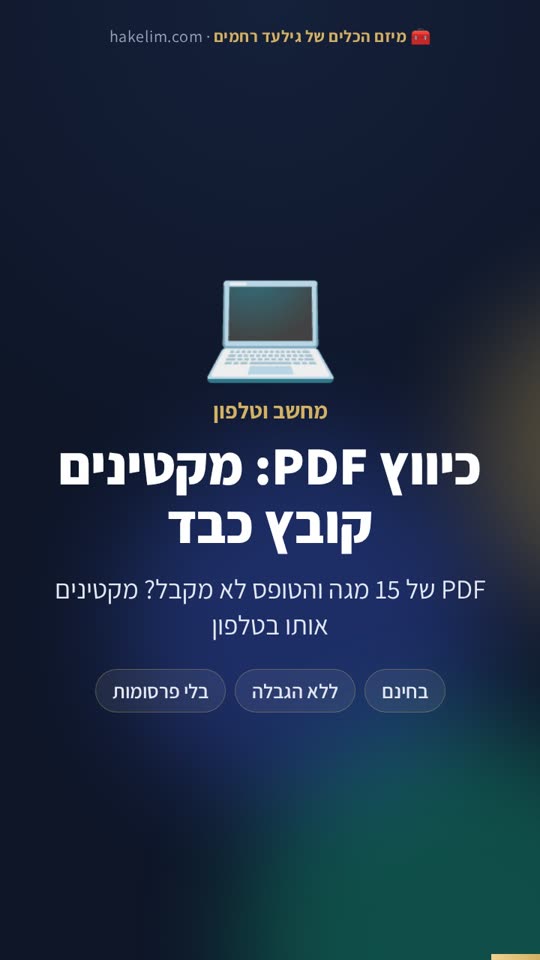 🧰 מיזם הכלים של גילעד רחמים · hakelim.com
מחשב וטלפון
כיווץ PDF: מקטינים
קובץ כבד
PDF של 15 מגה והטופס לא מקבל? מקטינים
אותו בטלפון
בחינם
ללא הגבלה
בלי פרסומות